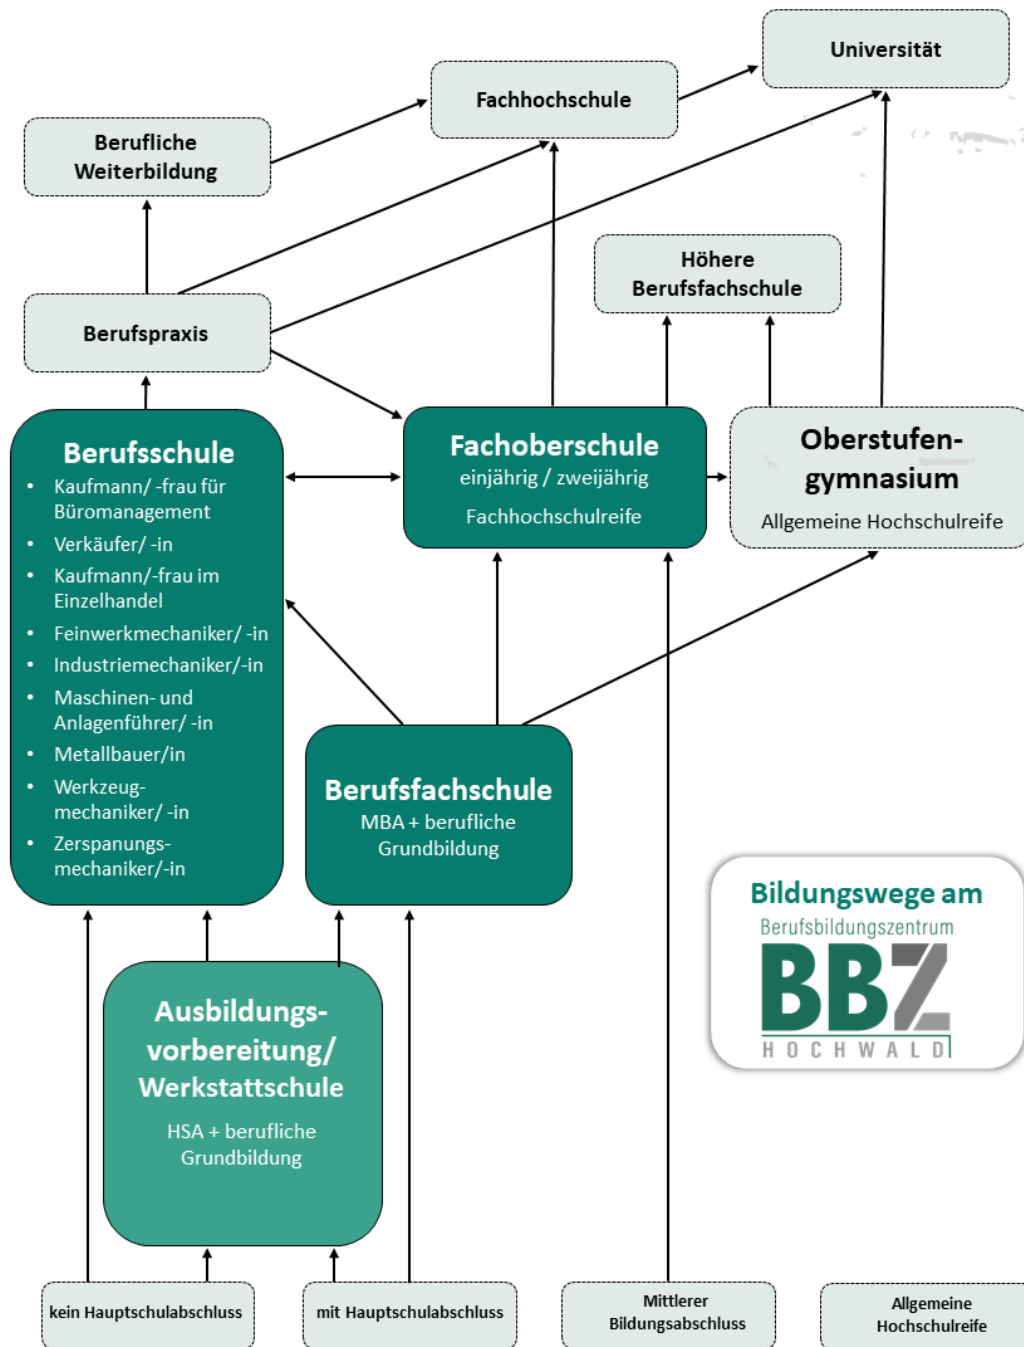 Universität
Fachhochschule
Berufliche
Weiterbildung
Höhere
Berufsfachschule
Berufspraxis
Berufsschule
• Kaufmann/ -frau für
Büromanagement
• Verkäufer/ -in
• Kaufmann/-frau im
Einzelhandel
• Feinwerkmechaniker/ -in
• Industriemechaniker/-in
• Maschinen- und
Anlagenführer/ -in
• Metallbauer/in
• Werkzeug-
mechaniker/ -in
• Zerspanungs-
mechaniker/-in
Fachoberschule
einjährig / zweijährig
Fachhochschulreife
Oberstufen-
gymnasium
Allgemeine Hochschulreife
Berufsfachschule
MBA + berufliche
Grundbildung
Bildungswege am
Berufsbildungszentrum
BBZ
HOCHWALD
Ausbildungs-
vorbereitung/
Werkstattschule
HSA + berufliche
Grundbildung
kein Hauptschulabschluss
mit Hauptschulabschluss
Mittlerer
Bildungsabschluss
Allgemeine
Hochschulreife